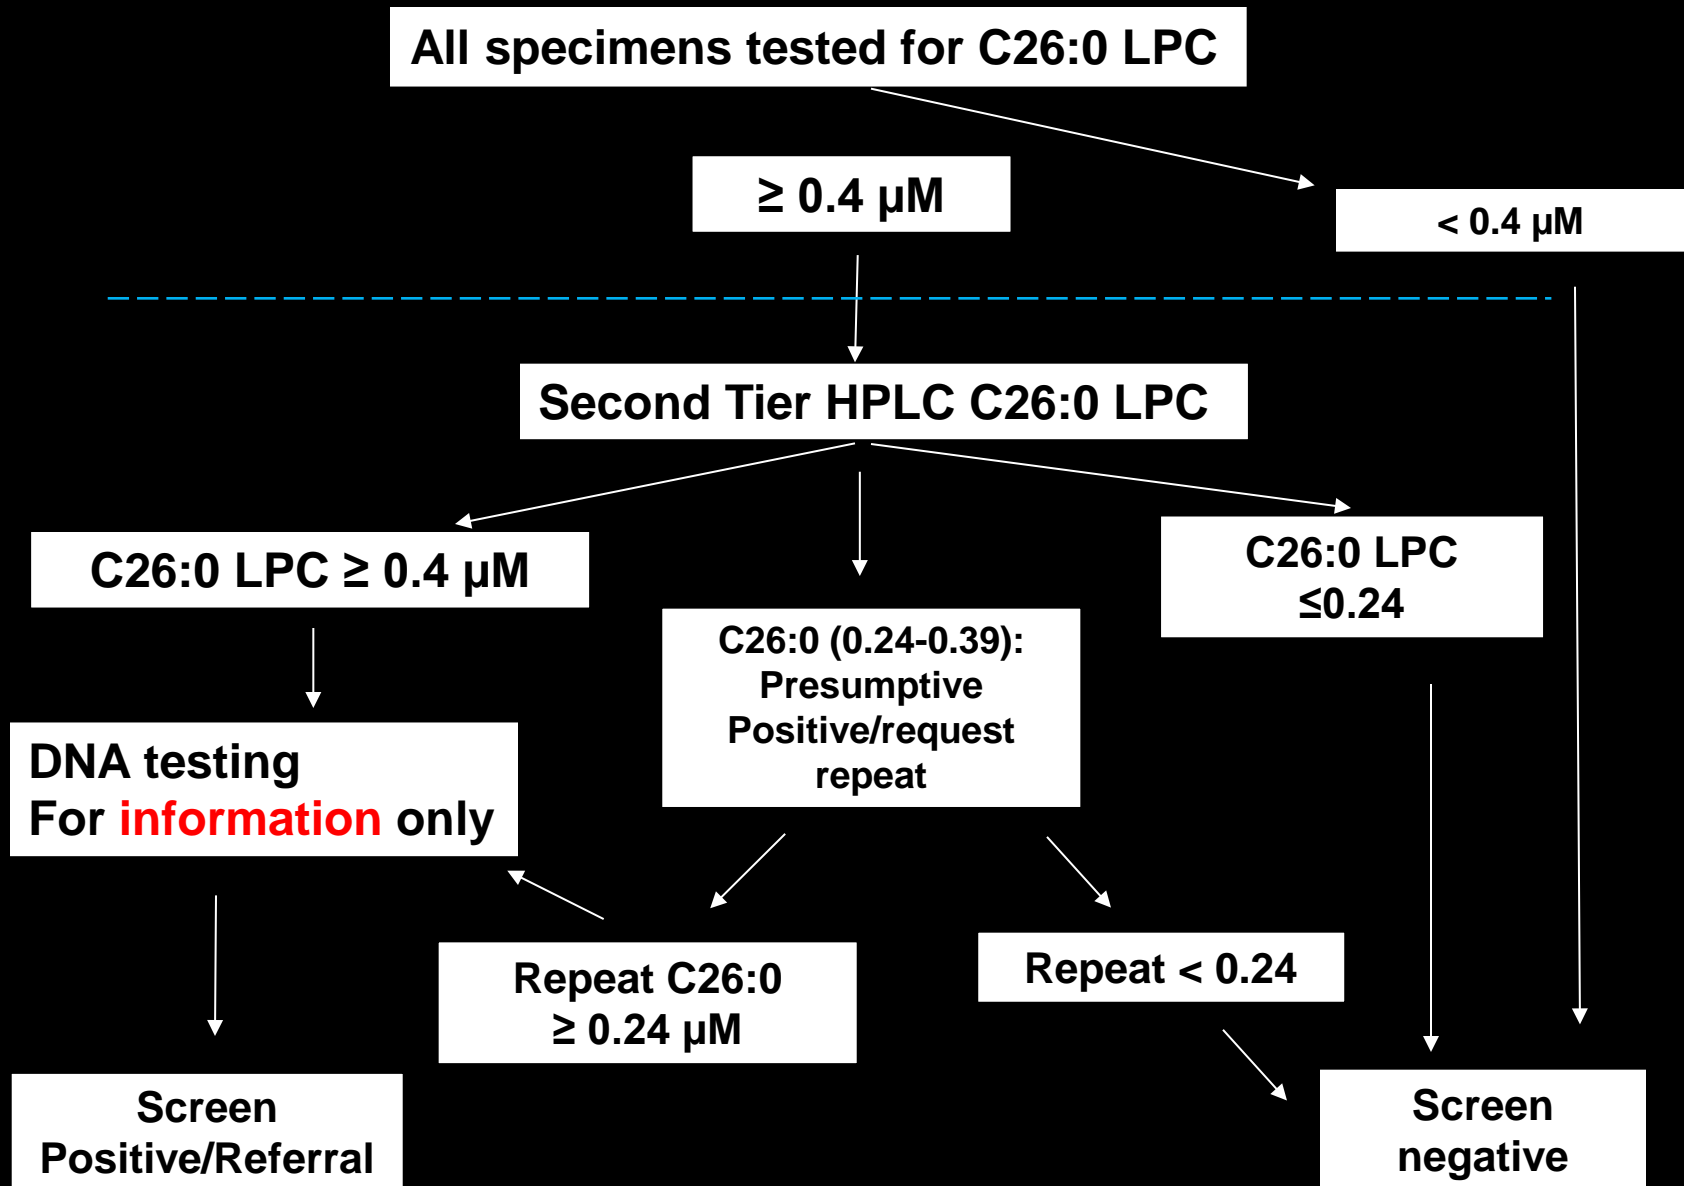 All specimens tested for C26:0 LPC
≥ 0.4 µM
< 0.4 µM
Second Tier HPLC C26:0 LPC
C26:0 LPC ≥ 0.4 µM
C26:0 LPC
≤0.24
C26:0 (0.24-0.39):
Presumptive
Positive/request
repeat
DNA testing
For information only
Repeat C26:0
≥ 0.24 µM
Repeat < 0.24
Screen
Positive/Referral
Screen
negative